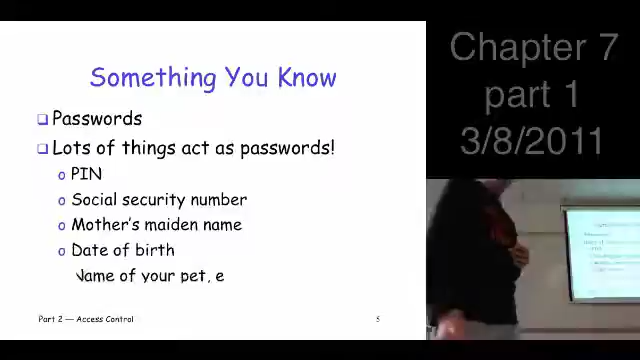 Something You Know
Passwords
Lots of things act as passwords!
PIN
Social security number
Mother's maiden name
Date of birth
Name of your pet, e
Part 2 — Access Control
5
Chapter 7
part 1
3/8/2011